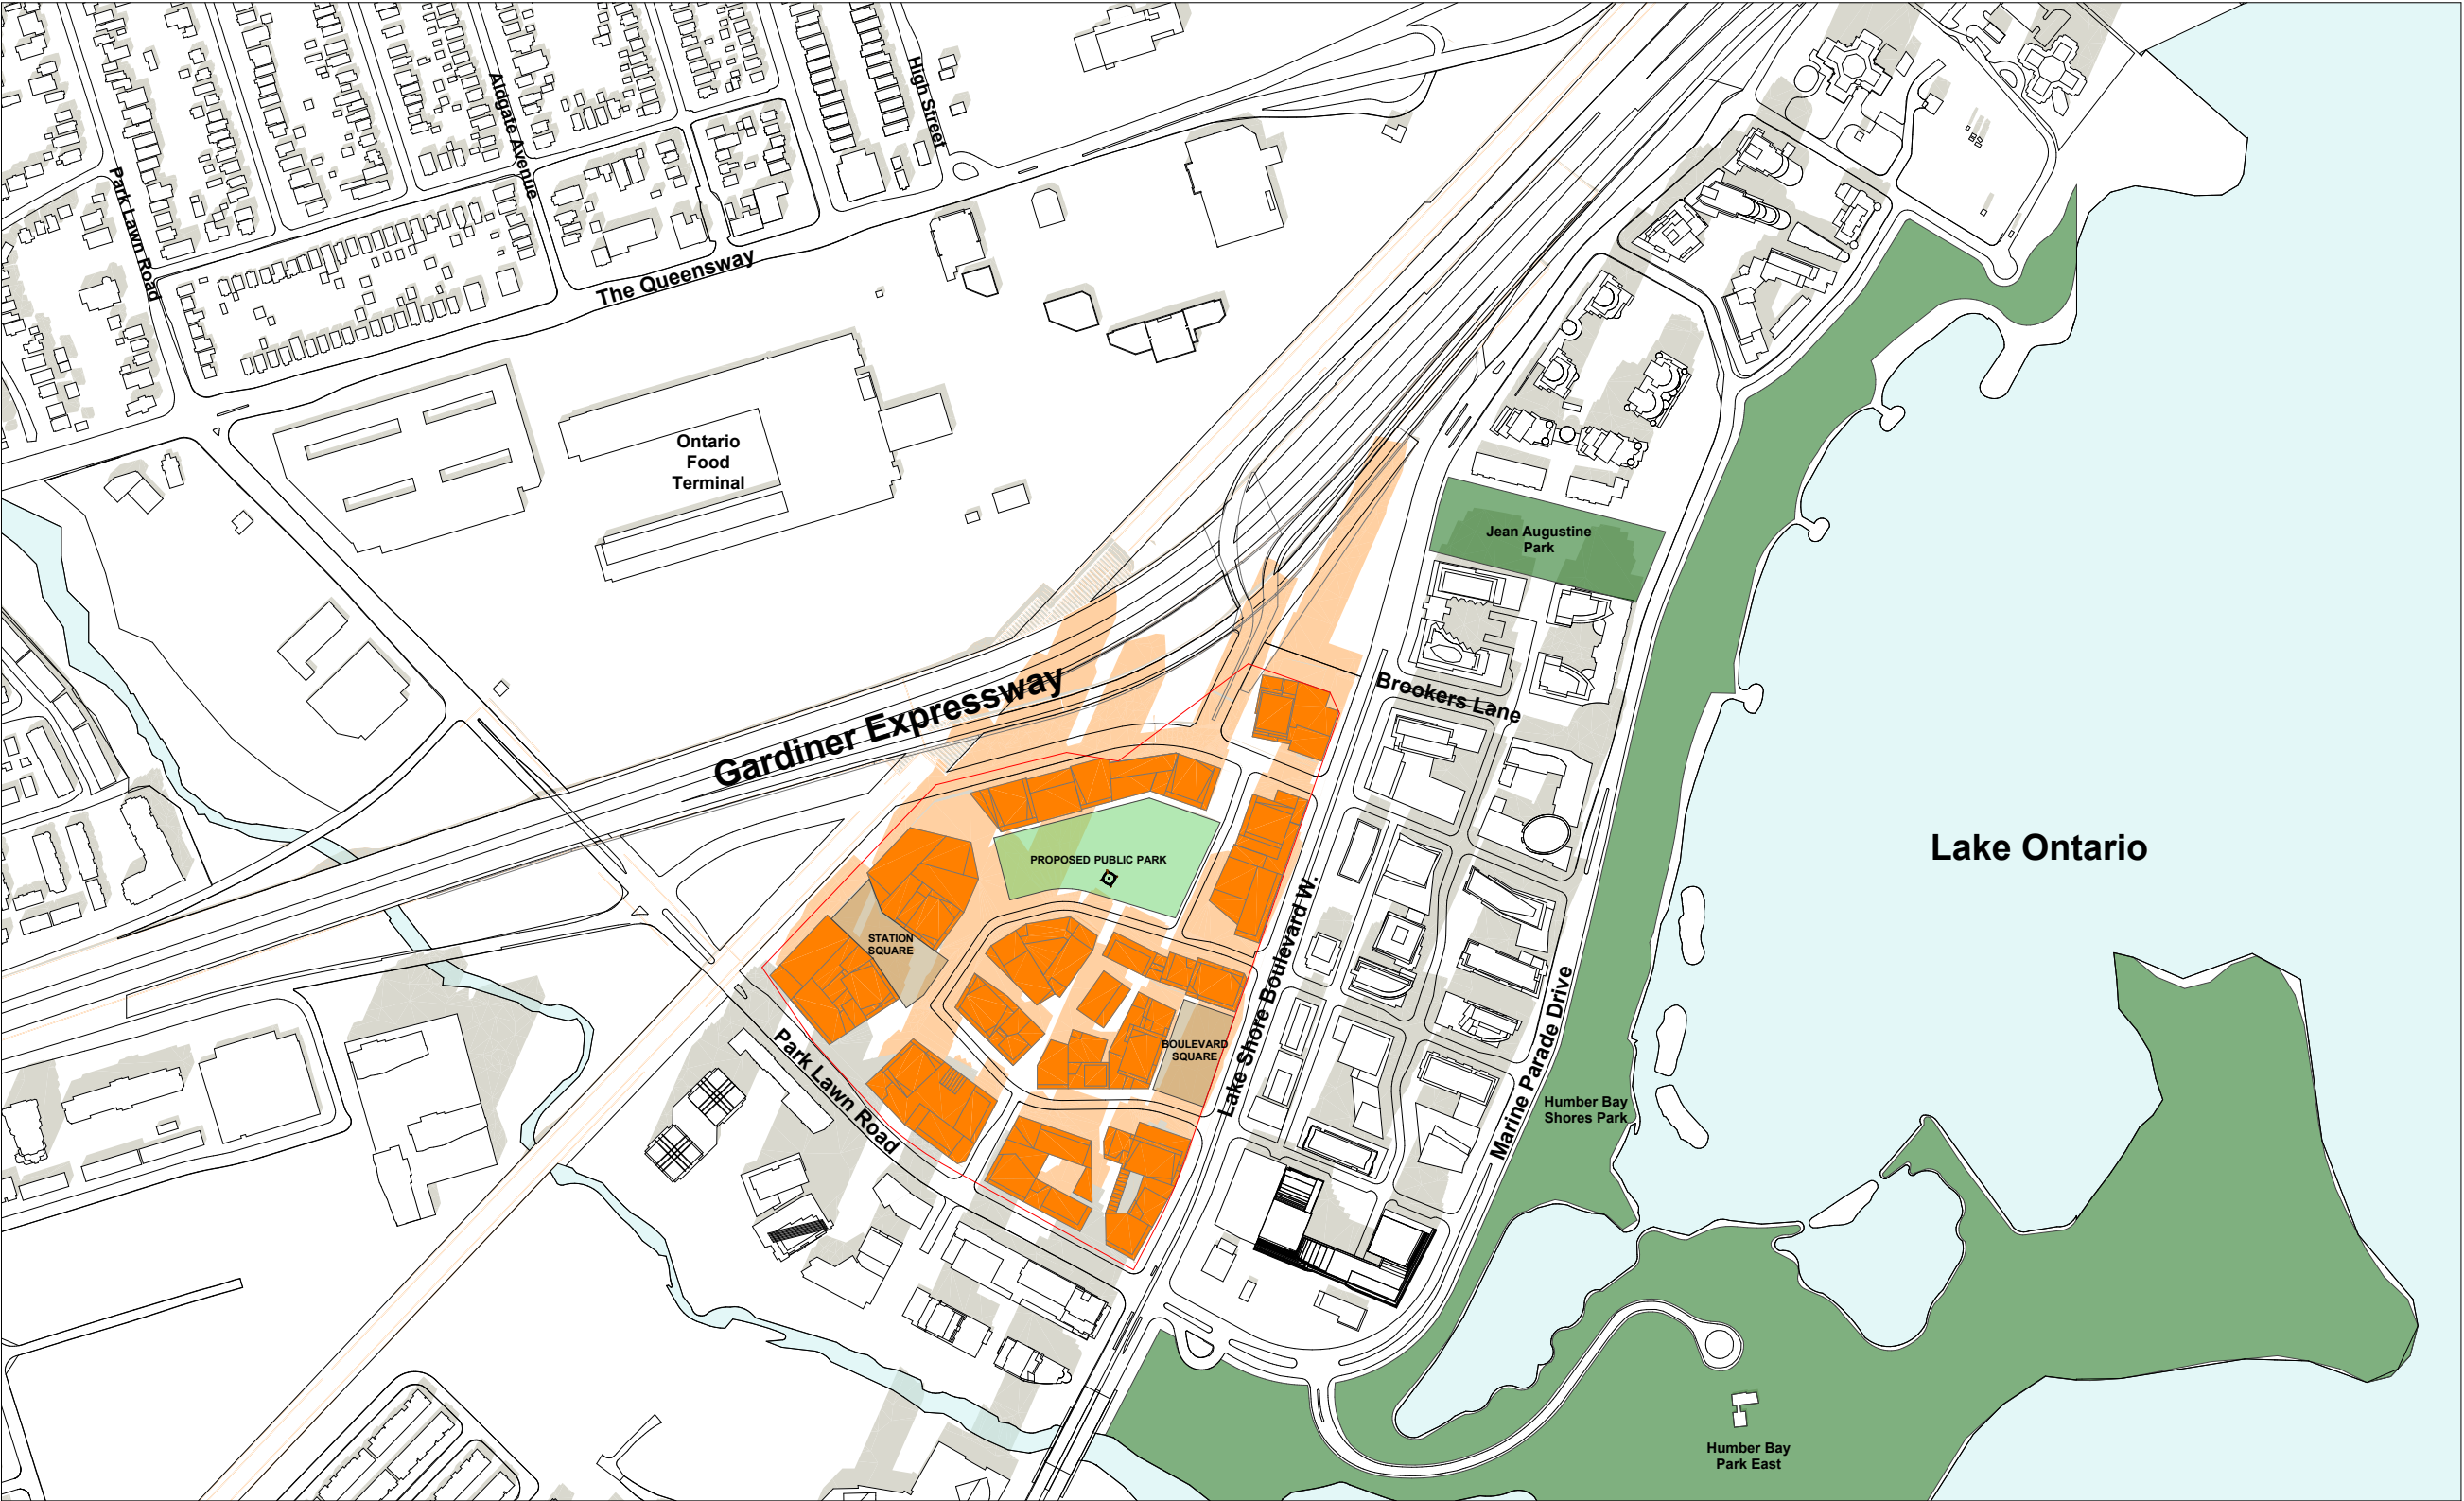 High Street
Aldgate Avenue
Park Lawn Road
The Queensway
Ontario
Food
Terminal
Jean Augustine
Park
Gardiner Expressway
Brookers Lane
Lake Ontario
PROPOSED PUBLIC PARK
STATION
SQUARE
Lake Shore Boulevard W.
BOULEVARD
SQUARE
Park Lawn Road
Marine Parade Drive
Humber Bay
Shores Park
Humber Bay
Park East